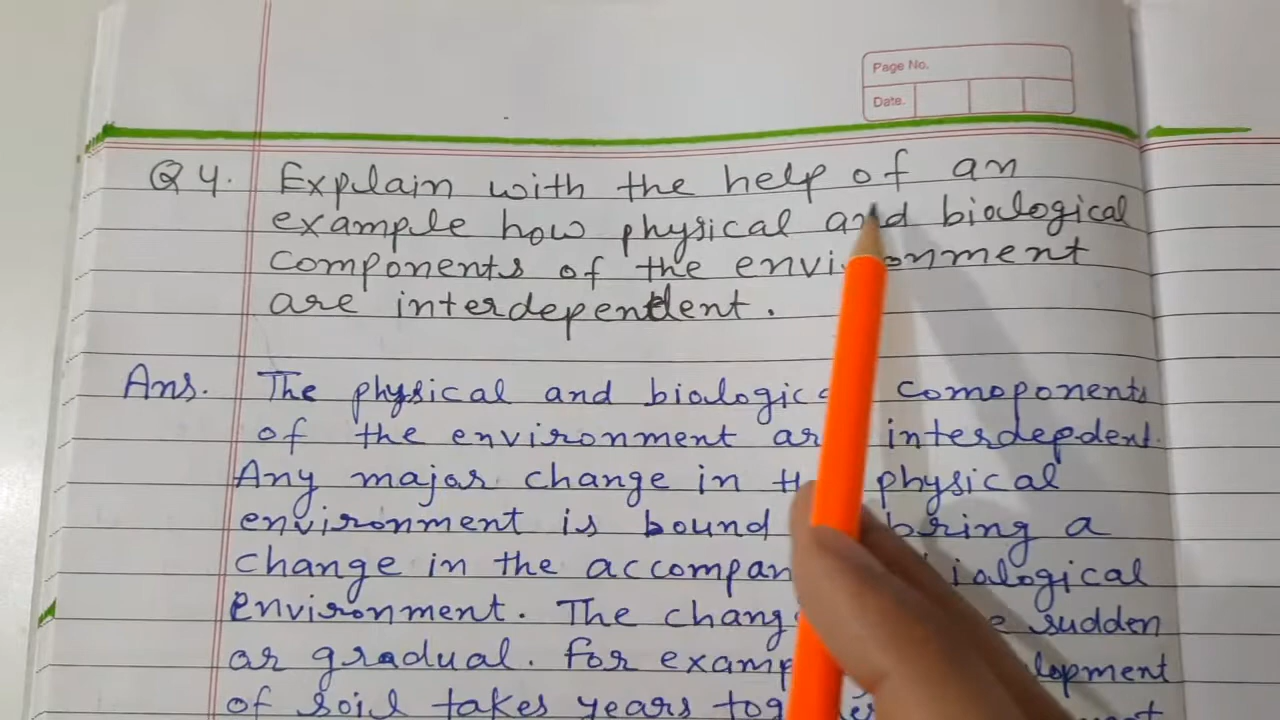 Page No.
Date.
Q 4. Explain with the help of an
example how physical and biological
components of the environment
are interdependent.
Ans. The physical and biological comoponents
of the environment are interdepdent.
Any major change in the physical
environment is bound bring a
change in the accompan iological
environment. The chang sudden
or gradual. For examp lopment
of soil takes years tog